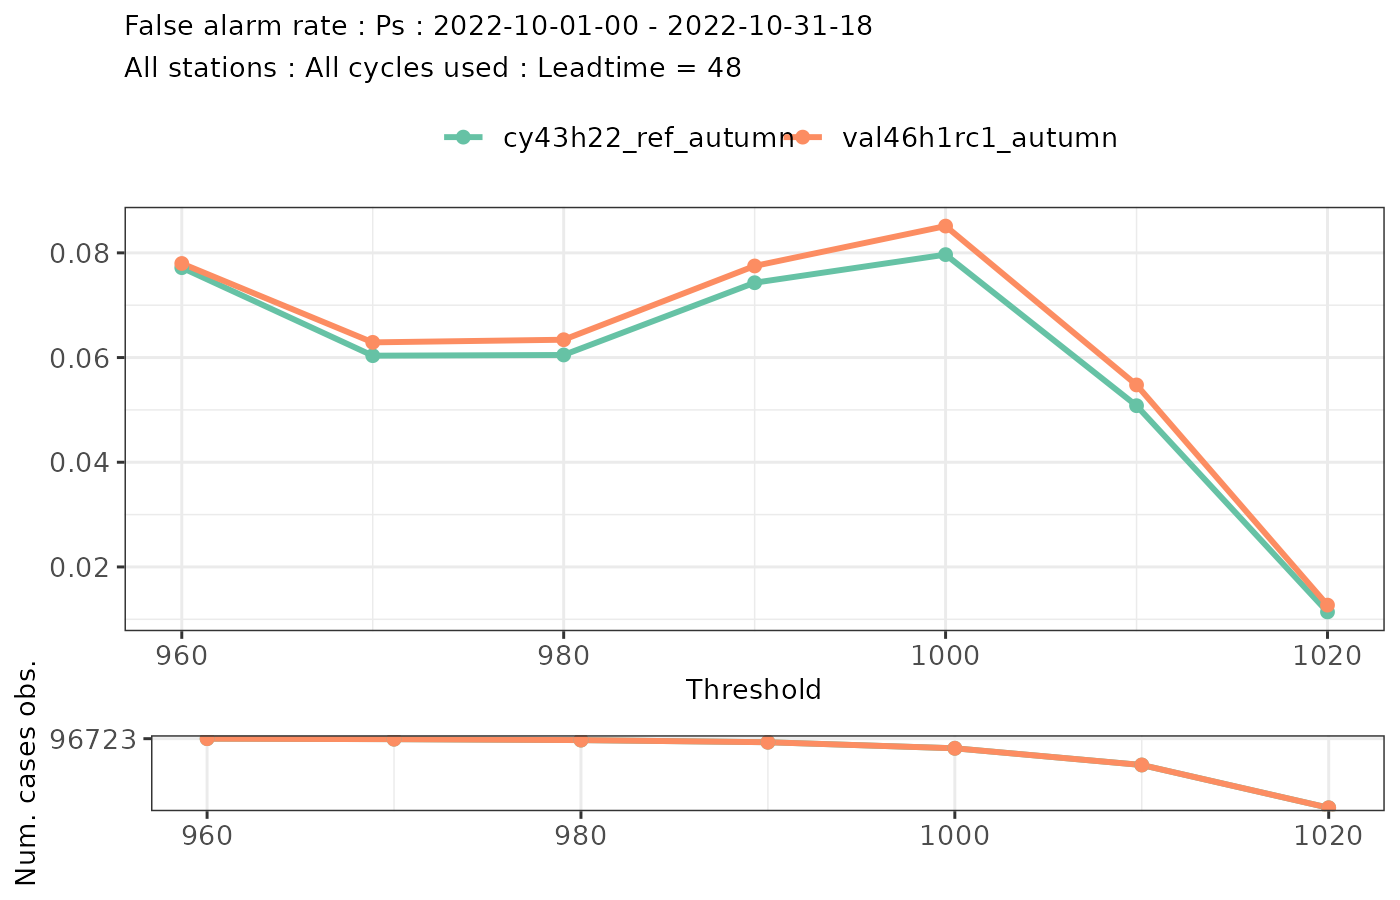 False alarm rate : Ps : 2022-10-01-00 - 2022-10-31-18
All stations : All cycles used : Leadtime = 48
cy43h22_ref_autumn val46h1rc1_autumn
0.08
0.06
0.04
0.02
960 980 1000 1020
Threshold
Num. cases obs.
96723
960 980 1000 1020